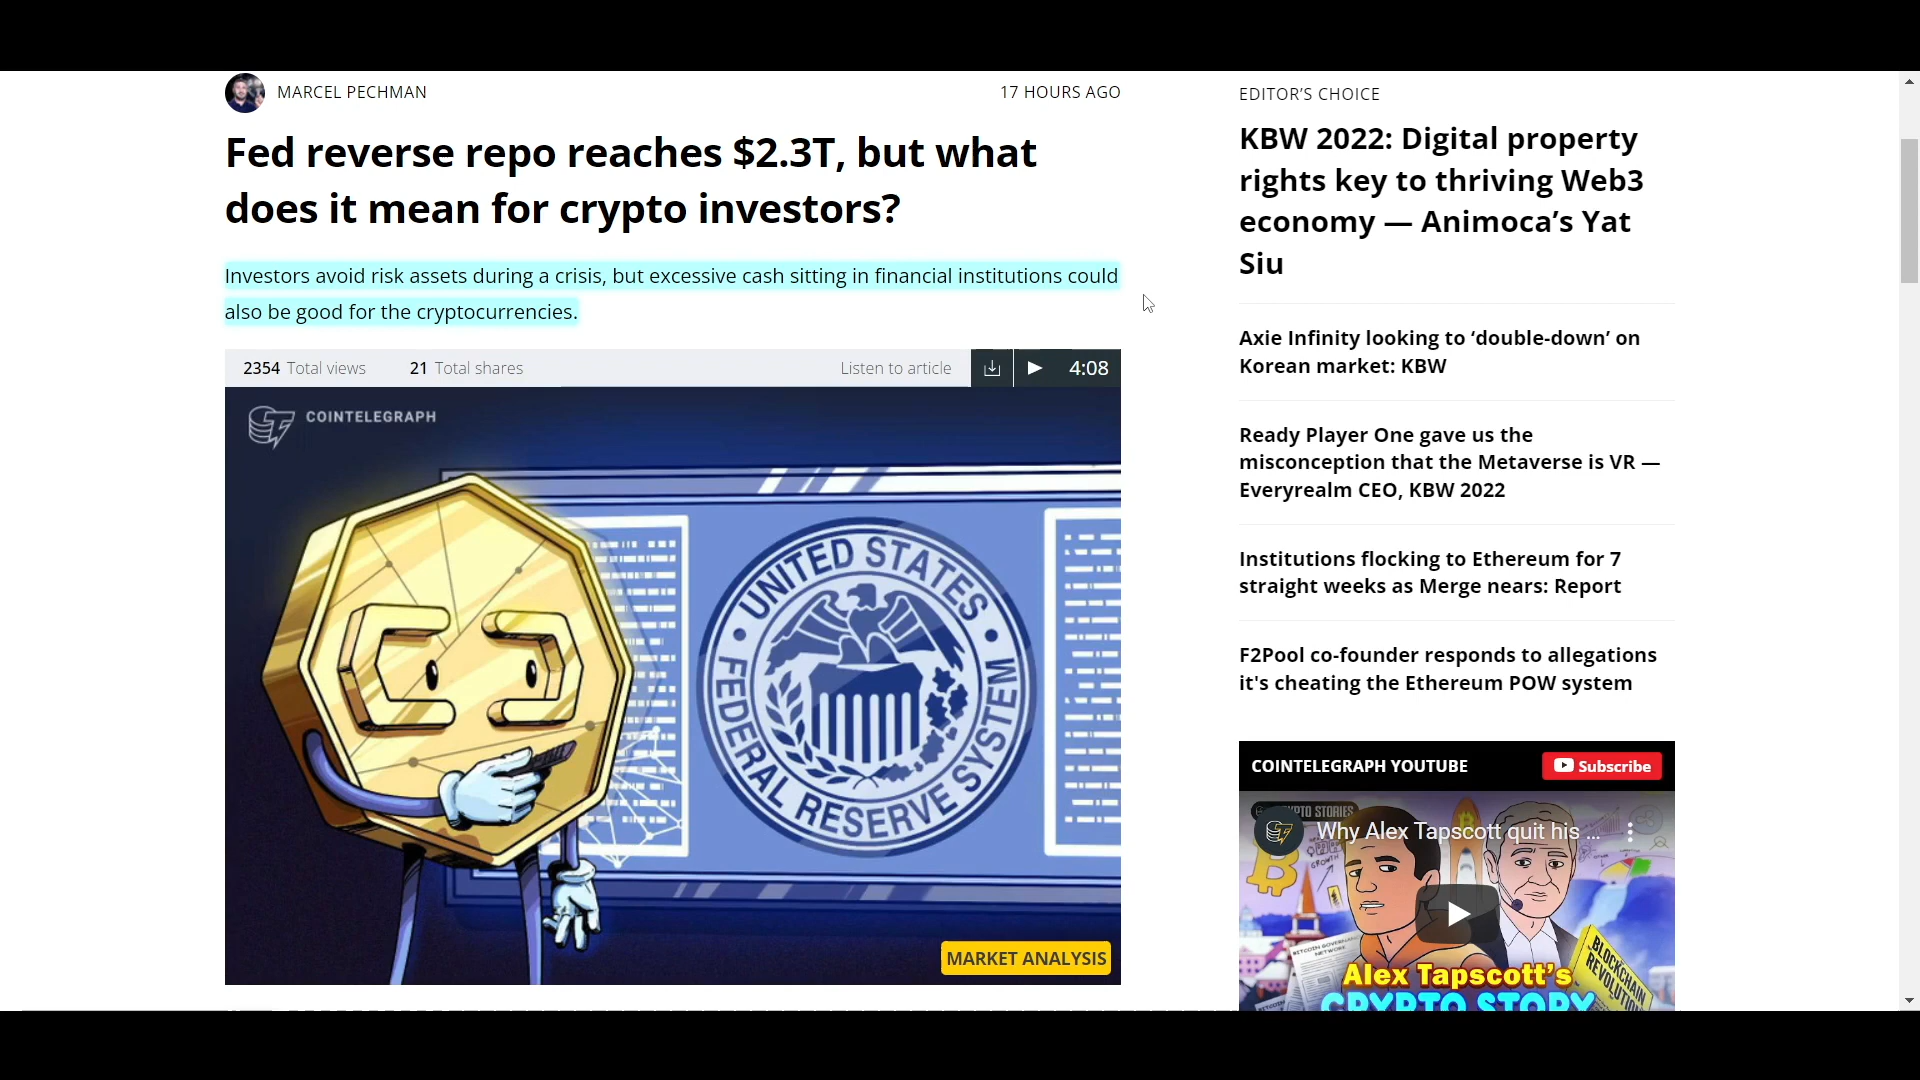 MARCEL PECHMAN
17 HOURS AGO
Fed reverse repo reaches $2.3T, but what
does it mean for crypto investors?
Investors avoid risk assets during a crisis, but excessive cash sitting in financial institutions could
also be good for the cryptocurrencies.
2354 Total views
21 Total shares
Listen to article
4:08
COINTELEGRAPH
UNITED STATES
FEDERAL RESERVE SYSTEM
MARKET ANALYSIS
EDITOR’S CHOICE
KBW 2022: Digital property
rights key to thriving Web3
economy — Animoca’s Yat
Siu
Axie Infinity looking to ‘double-down’ on
Korean market: KBW
Ready Player One gave us the
misconception that the Metaverse is VR —
Everyrealm CEO, KBW 2022
Institutions flocking to Ethereum for 7
straight weeks as Merge nears: Report
F2Pool co-founder responds to allegations
it's cheating the Ethereum POW system
COINTELEGRAPH YOUTUBE
Subscribe
Why Alex Tapscott quit his ...
GROWTH
BITCOIN GOVERNANCE
NETWORK
BLOCKCHAIN
REVOLUTION
Alex Tapscott's
CRYPTO STORY